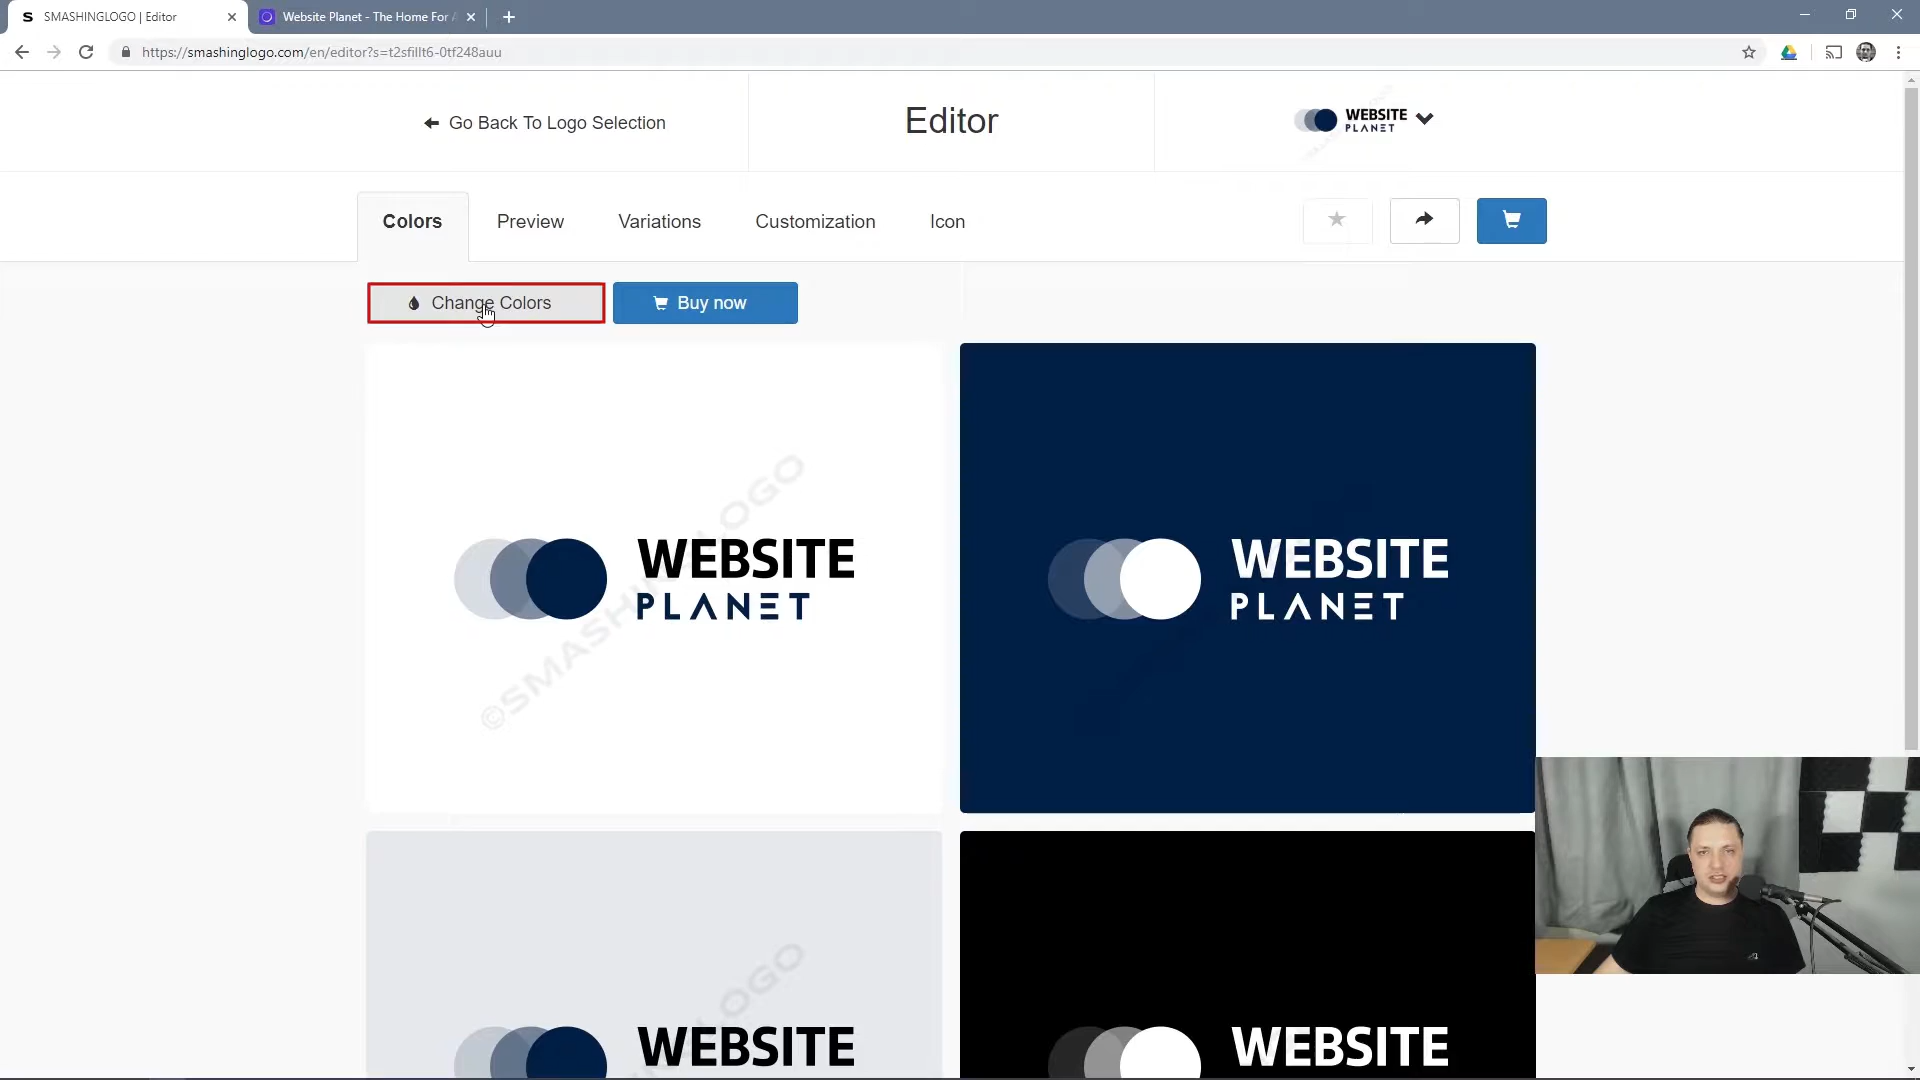 S SMASHINGLOGO | Editor
Website Planet - The Home For
https://smashinglogo.com/en/editor?s=t2sfillt6-0tf248auu
Go Back To Logo Selection
Editor
WEBSITE
PLANET
Colors
Preview
Variations
Customization
Icon
Change Colors
Buy now
WEBSITE
PLANET
©SMASHINGLOGO
WEBSITE
PLANET
WEBSITE
WEBSITE